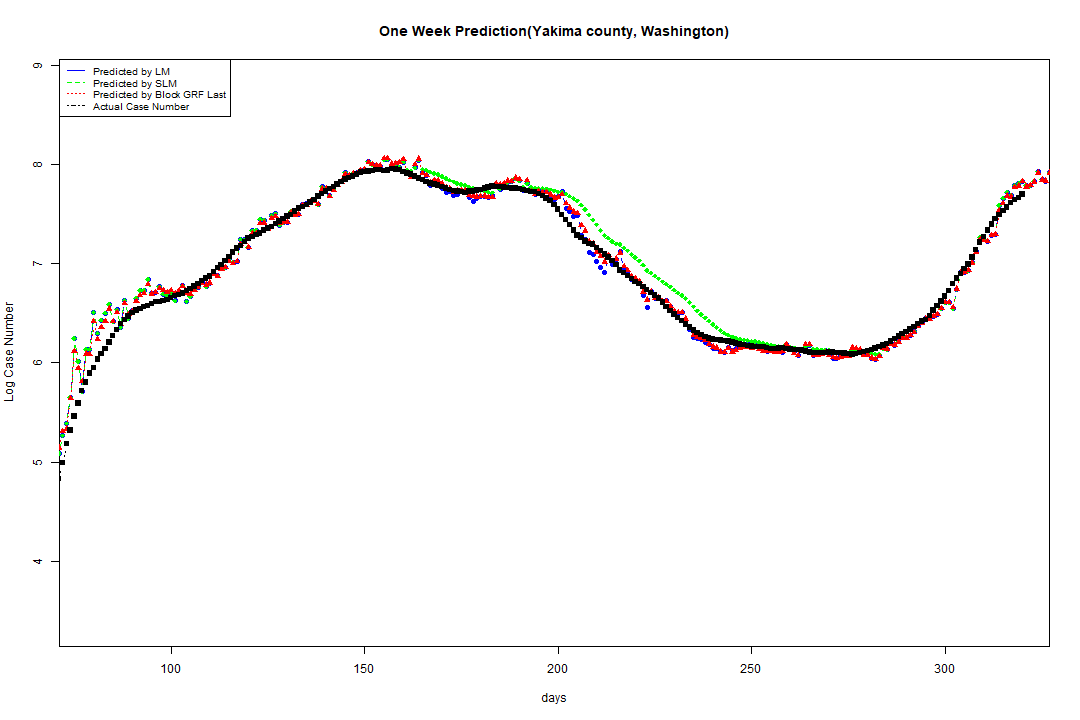 One Week Prediction(Yakima county, Washington)
9
Predicted by LM
Predicted by SLM
Predicted by Block GRF Last
Actual Case Number
8
7
6
5
4
Log Case Number
100 150 200 250 300
days